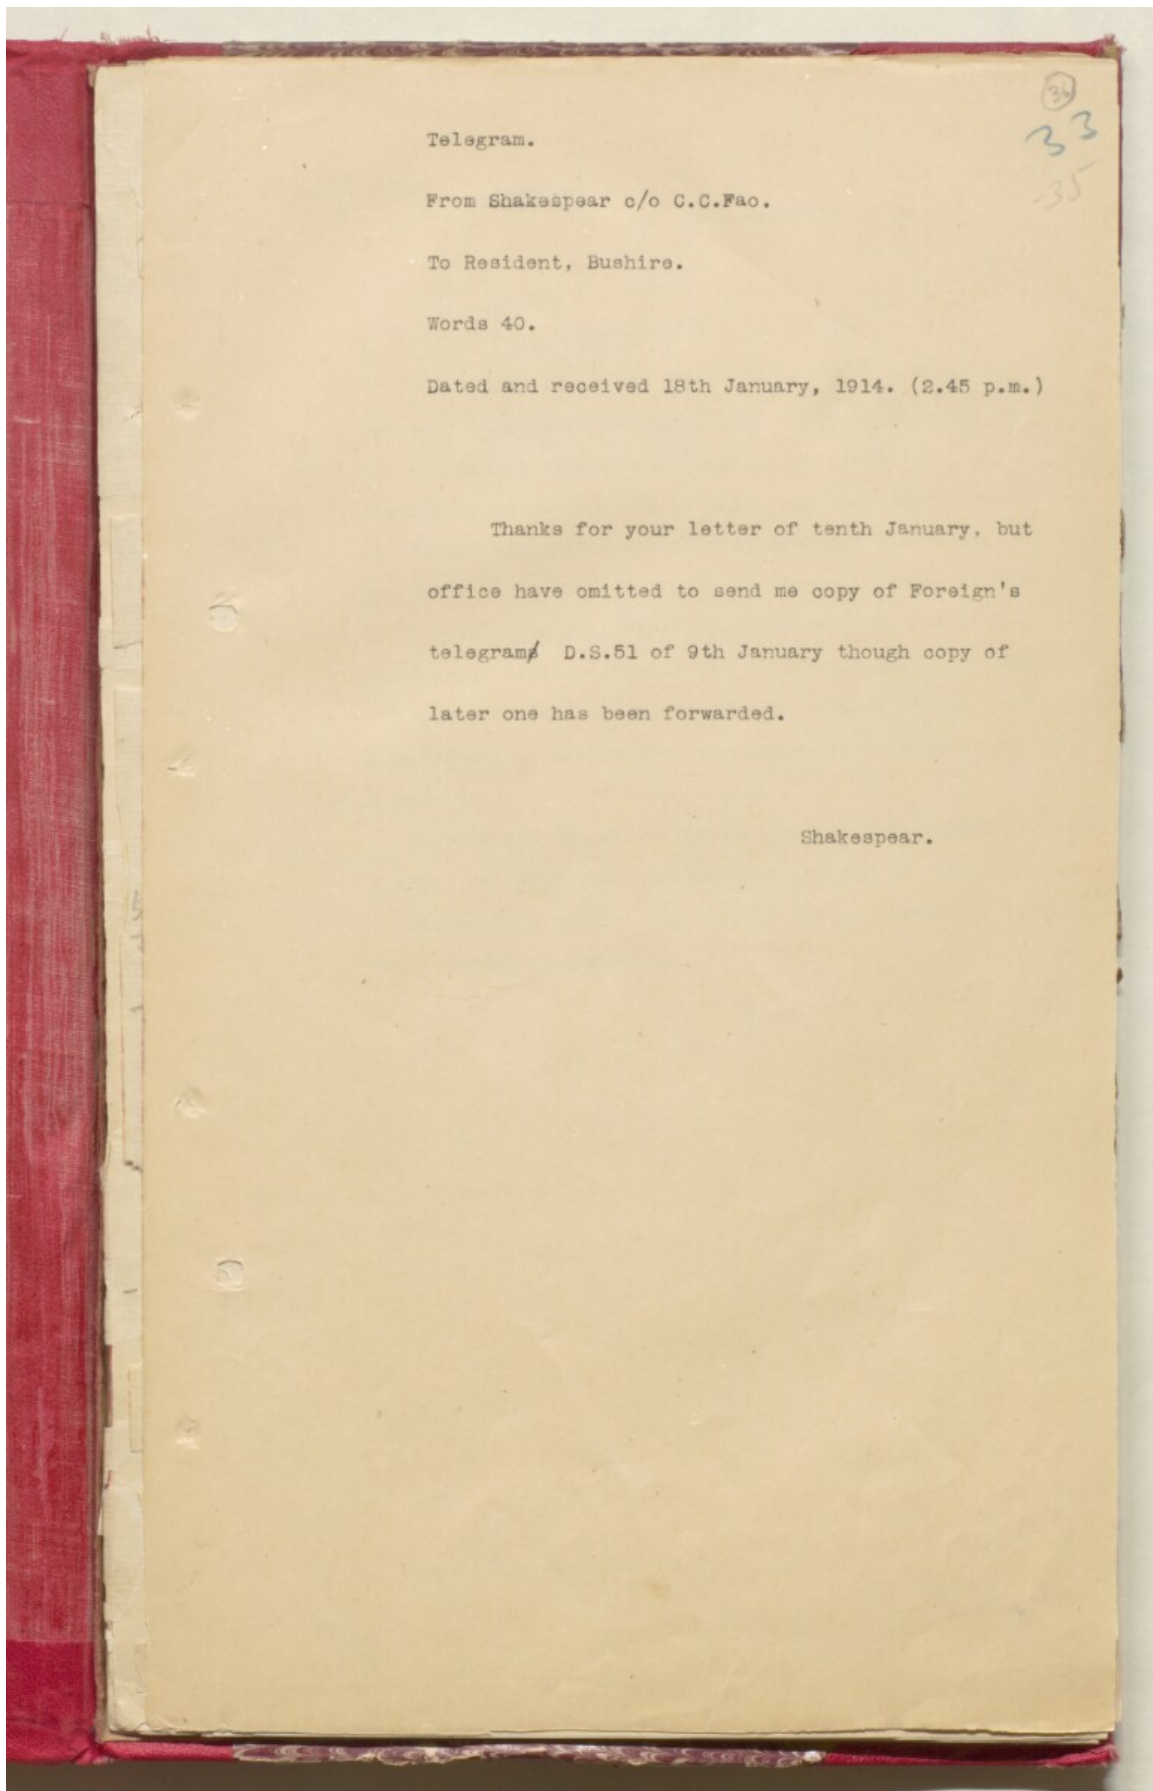 36
33
35
Telegram.
From Shakespear c/o C.C.Fao.
To Resident, Bushire.
Words 40.
Dated and received 18th January, 1914. (2.45 p.m.)
Thanks for your letter of tenth January, but
office have omitted to send me copy of Foreign's
telegram D.S.51 of 9th January though copy of
later one has been forwarded.
Shakespear.